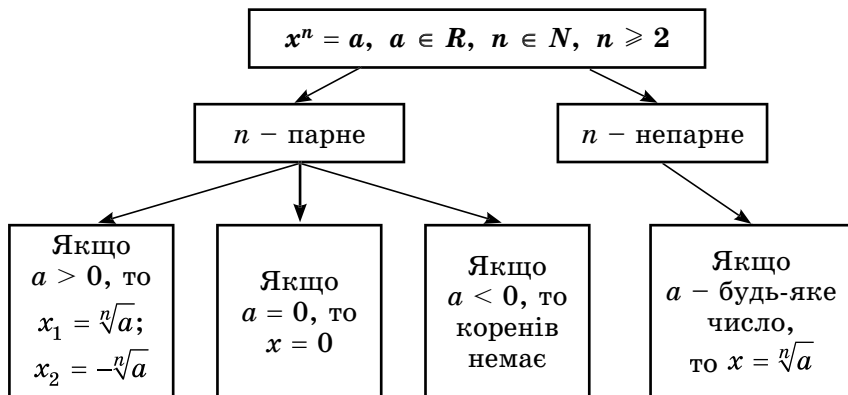 xⁿ = a, a ∈ R, n ∈ N, n ⩾ 2
n – парне
n – непарне
Якщо
a > 0, то
x₁ = ⁿ√a;
x₂ = –ⁿ√a
Якщо
a = 0, то
x = 0
Якщо
a < 0, то
коренів
немає
Якщо
a – будь-яке
число,
то x = ⁿ√a